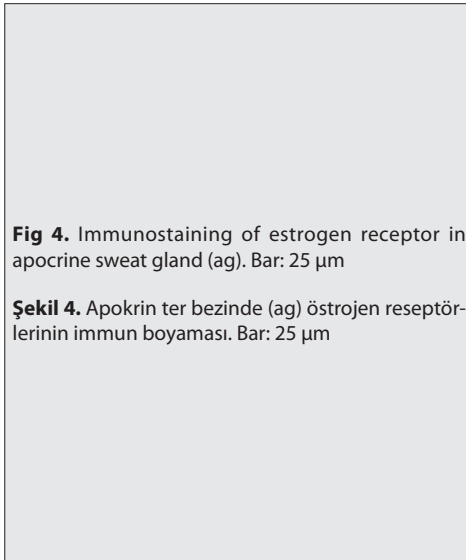 Fig 4. Immunostaining of estrogen receptor in
apocrine sweat gland (ag). Bar: 25 µm
Şekil 4. Apokrin ter bezinde (ag) östrojen reseptör-
lerinin immun boyaması. Bar: 25 µm